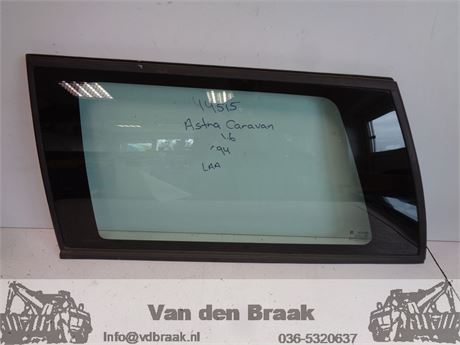 14515
Astra Caravan
1.6
'94
LAA
Van den Braak
Info@vdbraak.nl
036-5320637